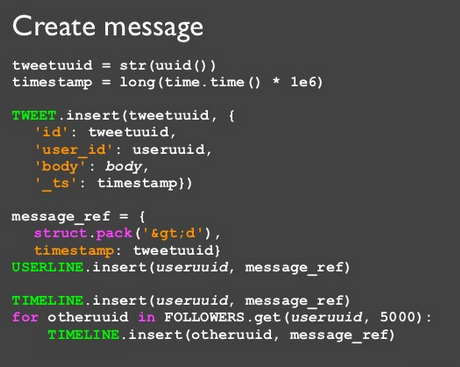 Create message
tweetuuid = str(uuid())
timestamp = long(time.time() * 1e6)
TWEET.insert(tweetuuid, {
'id': tweetuuid,
'user_id': useruuid,
'body': body,
'_ts': timestamp})
message_ref = {
struct.pack('&gt;d'),
timestamp: tweetuuid}
USERLINE.insert(useruuid, message_ref)
TIMELINE.insert(useruuid, message_ref)
for otheruuid in FOLLOWERS.get(useruuid, 5000):
TIMELINE.insert(otheruuid, message_ref)